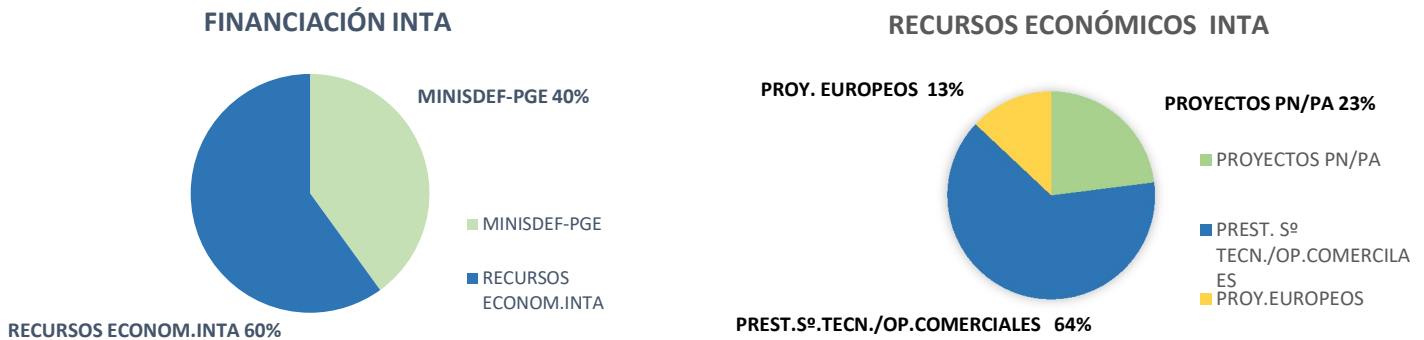 FINANCIACIÓN INTA
MINISDEF-PGE 40%
MINISDEF-PGE
RECURSOS
ECONOM.INTA
RECURSOS ECONOM.INTA 60%
RECURSOS ECONÓMICOS INTA
PROY. EUROPEOS 13%
PROYECTOS PN/PA 23%
PROYECTOS PN/PA
PREST. Sº
TECN./OP.COMERCILA
ES
PROY.EUROPEOS
PREST.Sº.TECN./OP.COMERCIALES 64%